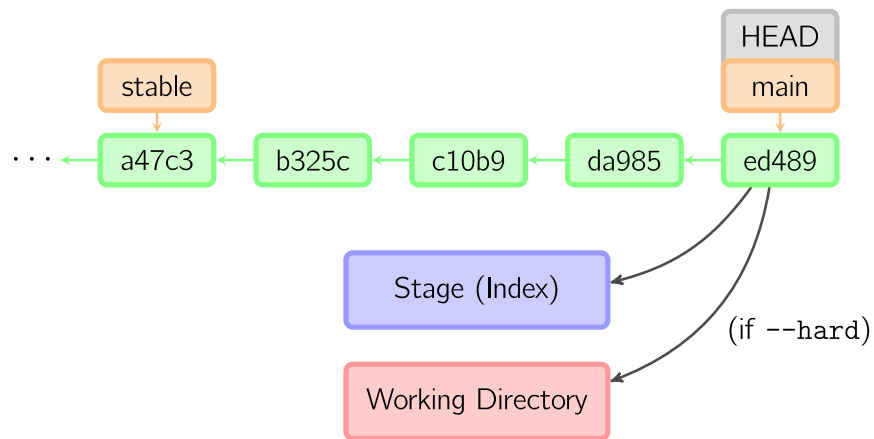 HEAD
stable
main
...
a47c3
b325c
c10b9
da985
ed489
Stage (Index)
(if --hard)
Working Directory